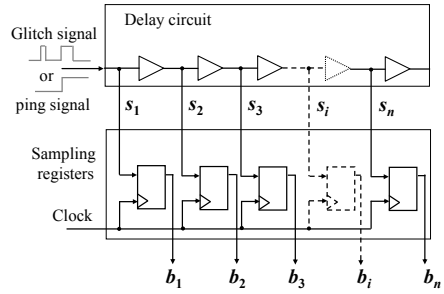 Delay circuit
Glitch signal
or
ping signal
s1 s2 s3 si sn
Sampling
registers
Clock
b1 b2 b3 bi bn